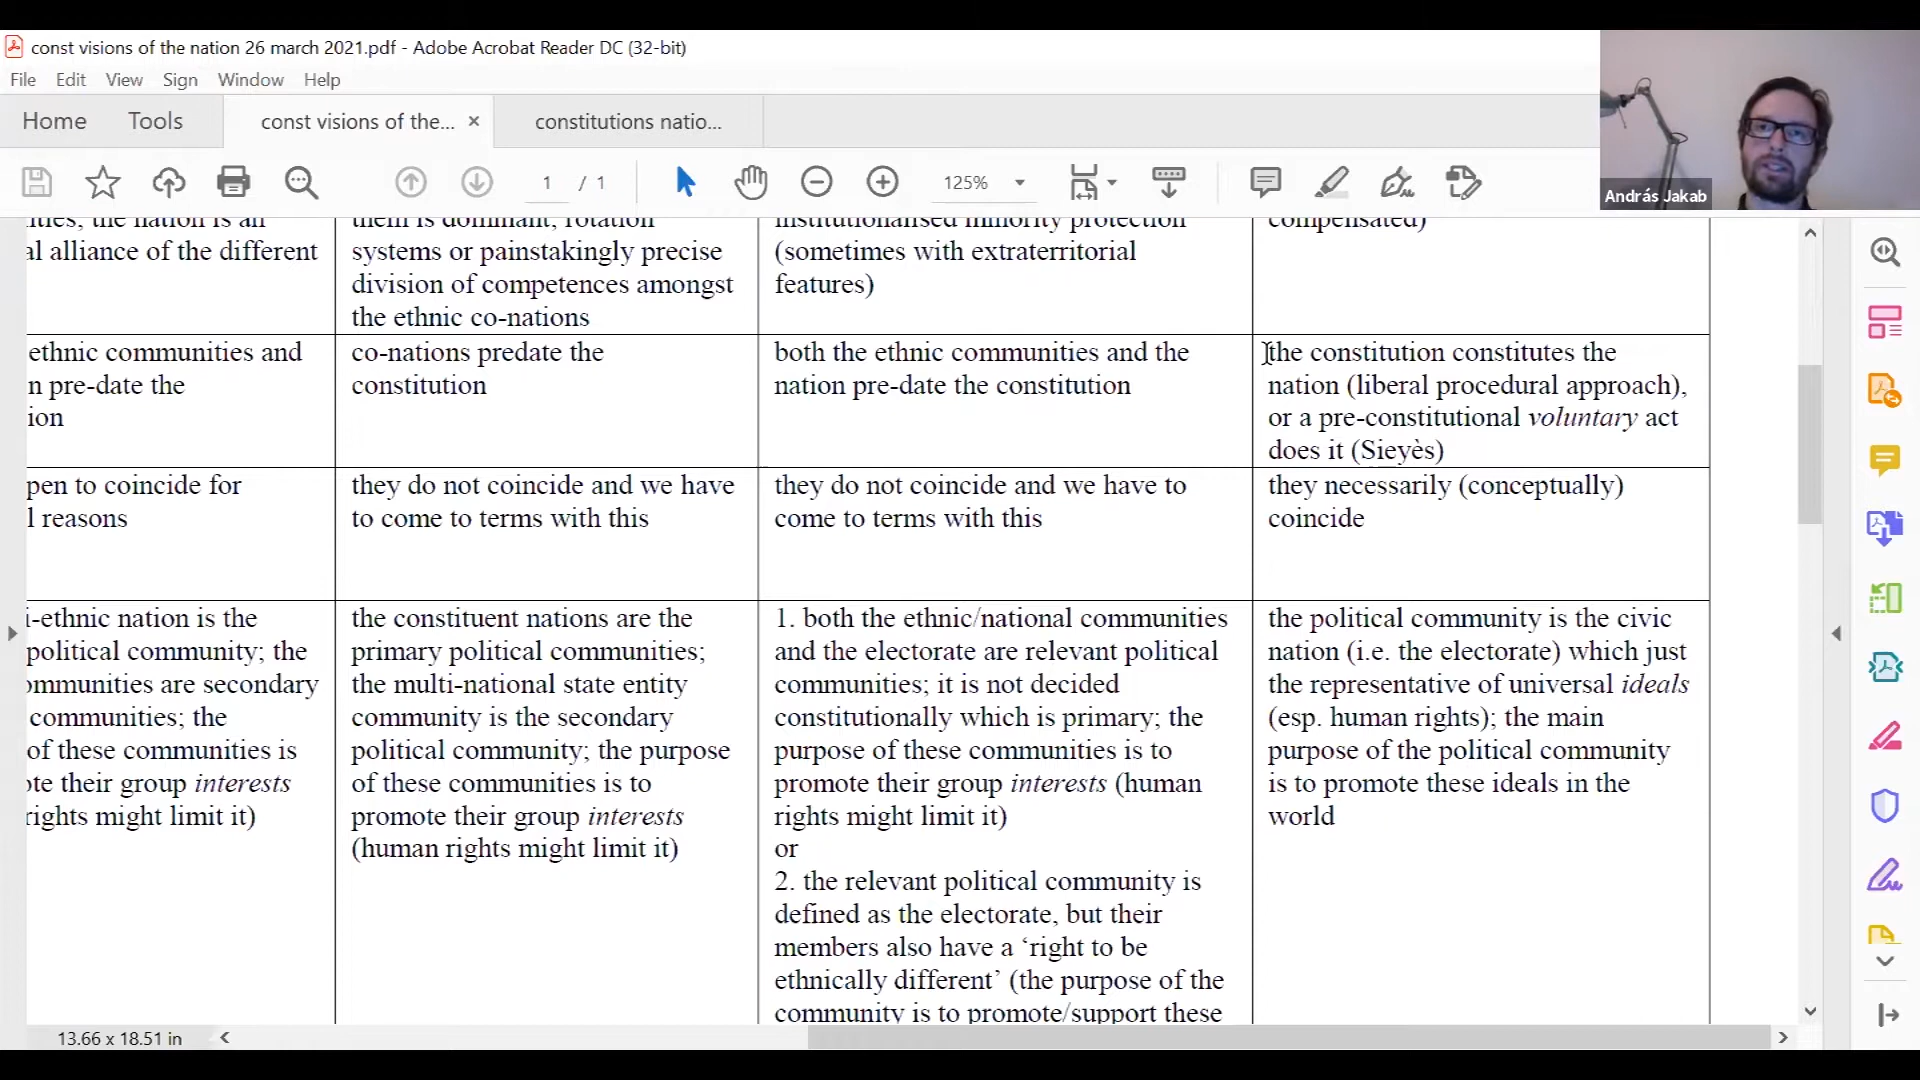 const visions of the nation 26 march 2021.pdf - Adobe Acrobat Reader DC (32-bit)
File Edit View Sign Window Help
Home Tools const visions of the... × constitutions natio...
1 / 1 125%
András Jakab
the nation is an
alliance of the different
them is dominant, rotation
systems or painstakingly precise
division of competences amongst
the ethnic co-nations
institutionalised minority protection
(sometimes with extraterritorial
features)
compensated)
ethnic communities and
n pre-date the
ion
co-nations predate the
constitution
both the ethnic communities and the
nation pre-date the constitution
the constitution constitutes the
nation (liberal procedural approach),
or a pre-constitutional voluntary act
does it (Sieyès)
pen to coincide for
l reasons
they do not coincide and we have
to come to terms with this
they do not coincide and we have to
come to terms with this
they necessarily (conceptually)
coincide
i-ethnic nation is the
political community; the
ommunities are secondary
communities; the
of these communities is
te their group interests
rights might limit it)
the constituent nations are the
primary political communities;
the multi-national state entity
community is the secondary
political community; the purpose
of these communities is to
promote their group interests
(human rights might limit it)
1. both the ethnic/national communities
and the electorate are relevant political
communities; it is not decided
constitutionally which is primary; the
purpose of these communities is to
promote their group interests (human
rights might limit it)
or
2. the relevant political community is
defined as the electorate, but their
members also have a ‘right to be
ethnically different’ (the purpose of the
community is to promote/support these
the political community is the civic
nation (i.e. the electorate) which just
the representative of universal ideals
(esp. human rights); the main
purpose of the political community
is to promote these ideals in the
world
13.66 x 18.51 in